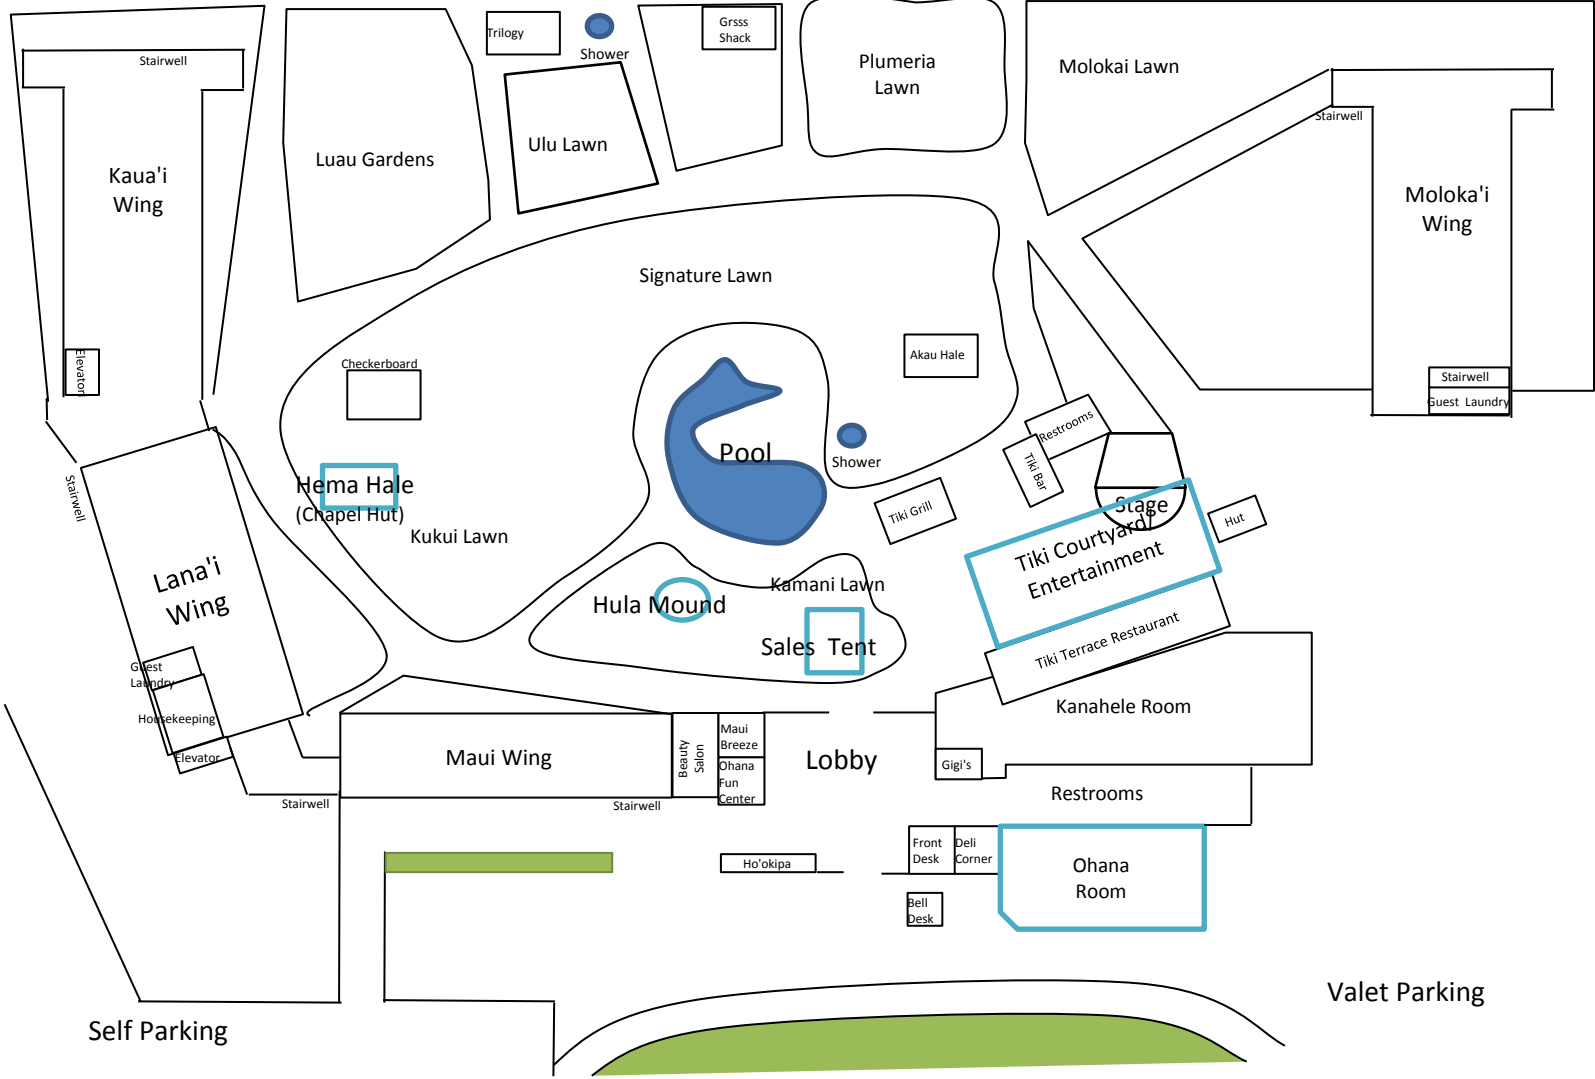 Trilogy
Shower
Grsss
Shack
Plumeria
Lawn
Molokai Lawn
Stairwell
Stairwell
Luau Gardens
Ulu Lawn
Kaua'i
Wing
Moloka'i
Wing
Signature Lawn
Elevator
Checkerboard
Akau Hale
Stairwell
Guest Laundry
Restrooms
Pool
Shower
Tiki Bar
Stairwell
Hema Hale
(Chapel Hut)
Kukui Lawn
Tiki Grill
Stage
Hut
Tiki Courtyard/
Entertainment
Lana'i
Wing
Kamani Lawn
Hula Mound
Sales Tent
Tiki Terrace Restaurant
Guest
Laundry
Housekeeping
Elevator
Kanahele Room
Maui Wing
Beauty
Salon
Maui
Breeze
Ohana
Fun
Center
Lobby
Gigi's
Stairwell
Stairwell
Restrooms
Front
Desk
Deli
Corner
Ho'okipa
Ohana
Room
Bell
Desk
Valet Parking
Self Parking